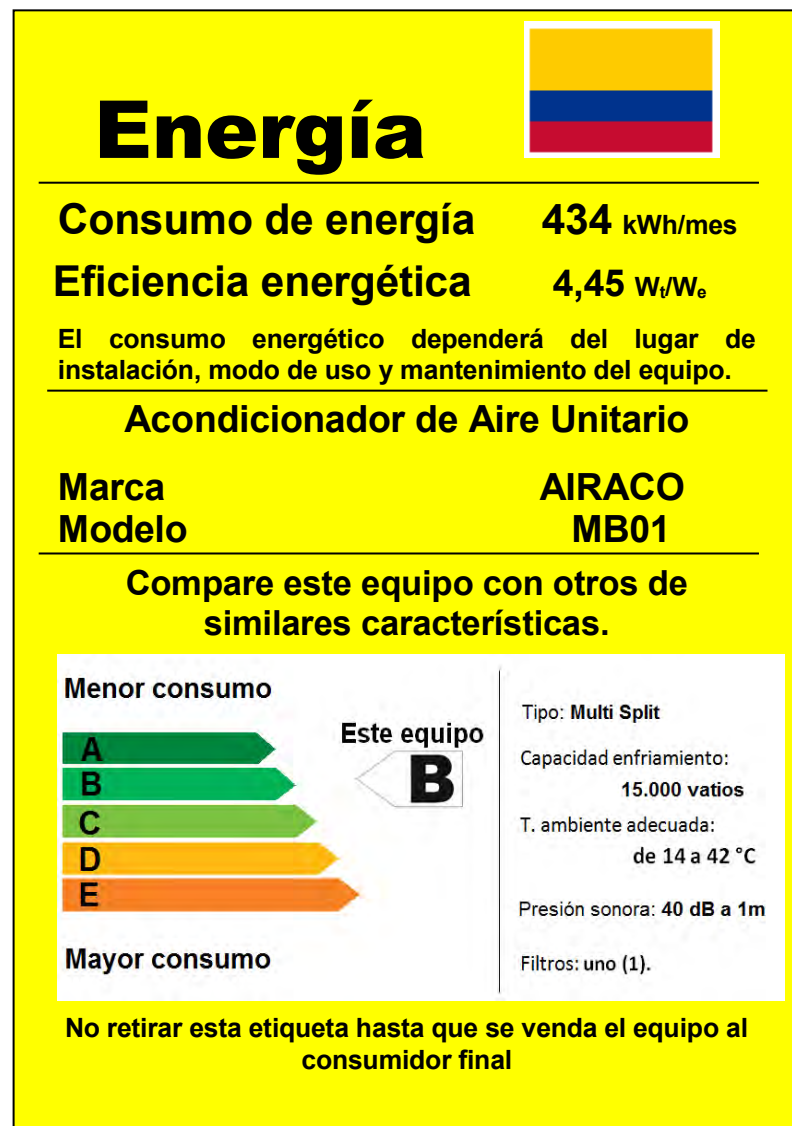 Energía
Consumo de energía 434 kWh/mes
Eficiencia energética 4,45 Wt/We
El consumo energético dependerá del lugar de
instalación, modo de uso y mantenimiento del equipo.
Acondicionador de Aire Unitario
Marca AIRACO
Modelo MB01
Compare este equipo con otros de
similares características.
Menor consumo
Este equipo
A
B
B
C
D
E
Mayor consumo
Tipo: Multi Split
Capacidad enfriamiento:
15.000 vatios
T. ambiente adecuada:
de 14 a 42 °C
Presión sonora: 40 dB a 1m
Filtros: uno (1).
No retirar esta etiqueta hasta que se venda el equipo al
consumidor final